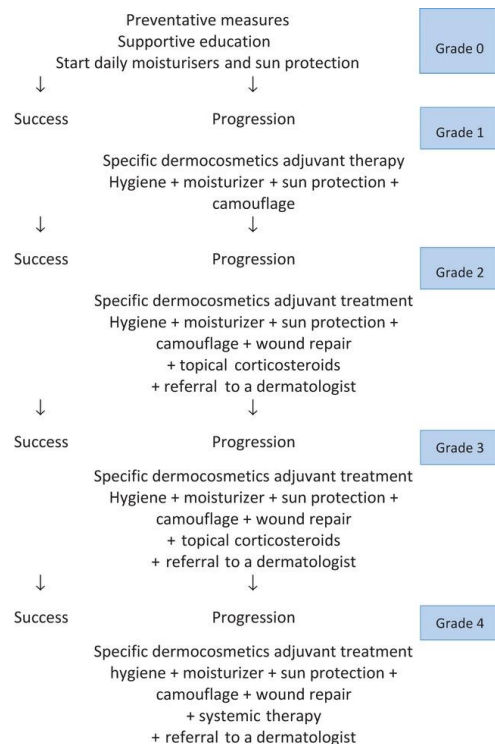 Preventative measures
Supportive education
Start daily moisturisers and sun protection
Grade 0
↓ ↓
Success Progression
Grade 1
Specific dermocosmetics adjuvant therapy
Hygiene + moisturizer + sun protection +
camouflage
↓ ↓
Success Progression
Grade 2
Specific dermocosmetics adjuvant treatment
Hygiene + moisturizer + sun protection +
camouflage + wound repair
+ topical corticosteroids
+ referral to a dermatologist
↓ ↓
Success Progression
Grade 3
Specific dermocosmetics adjuvant treatment
Hygiene + moisturizer + sun protection +
camouflage + wound repair
+ topical corticosteroids
+ referral to a dermatologist
↓ ↓
Success Progression
Grade 4
Specific dermocosmetics adjuvant treatment
hygiene + moisturizer + sun protection +
camouflage + wound repair
+ systemic therapy
+ referral to a dermatologist